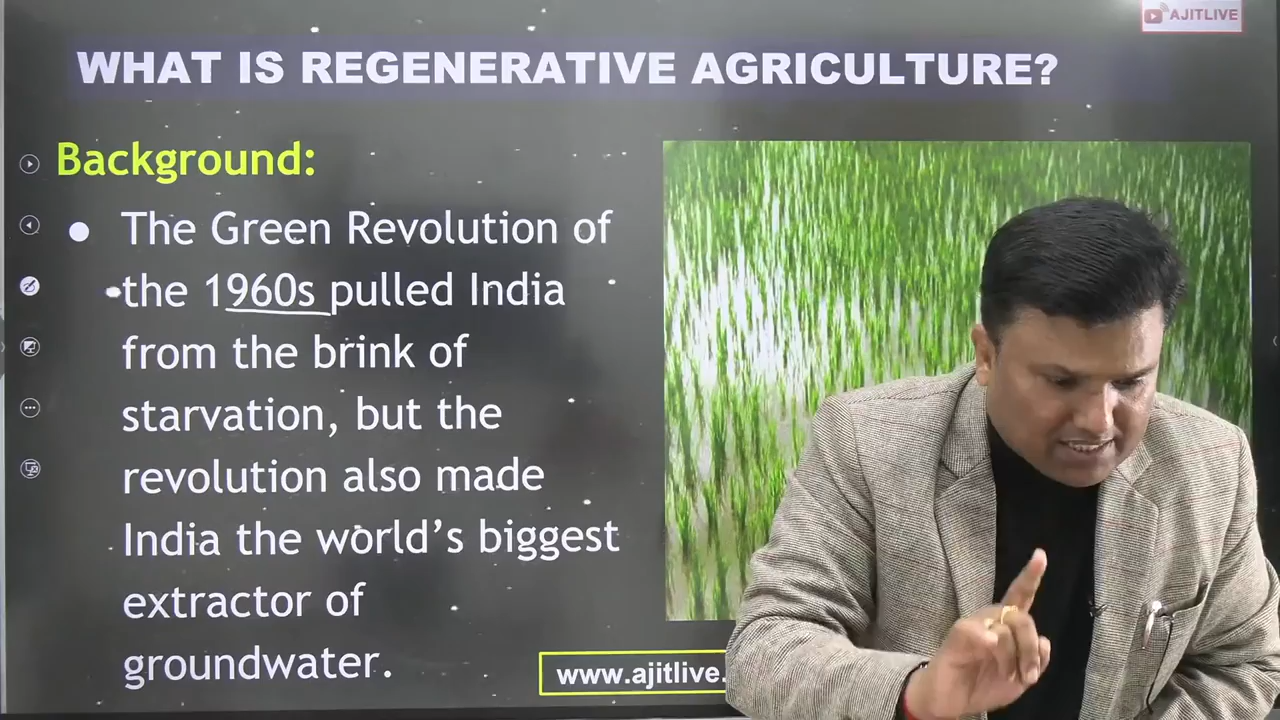 AJITLIVE
WHAT IS REGENERATIVE AGRICULTURE?
Background:
● The Green Revolution of
the 1960s pulled India
from the brink of
starvation, but the
revolution also made
India the world’s biggest
extractor of
groundwater.
www.ajitlive.